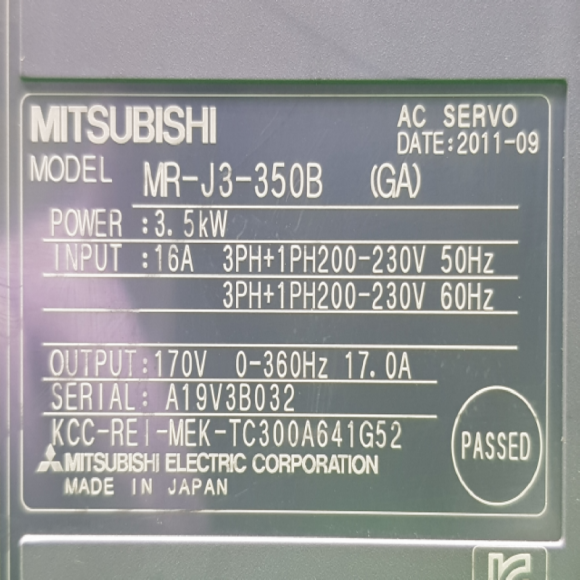 MITSUBISHI
AC SERVO
DATE:2011-09
MODEL MR-J3-350B (GA)
POWER :3.5kW
INPUT :16A 3PH+1PH200-230V 50Hz
3PH+1PH200-230V 60Hz
OUTPUT:170V 0-360Hz 17.0A
SERIAL: A19V3B032
KCC-REI-MEK-TC300A641G52
MITSUBISHI ELECTRIC CORPORATION
MADE IN JAPAN
PASSED